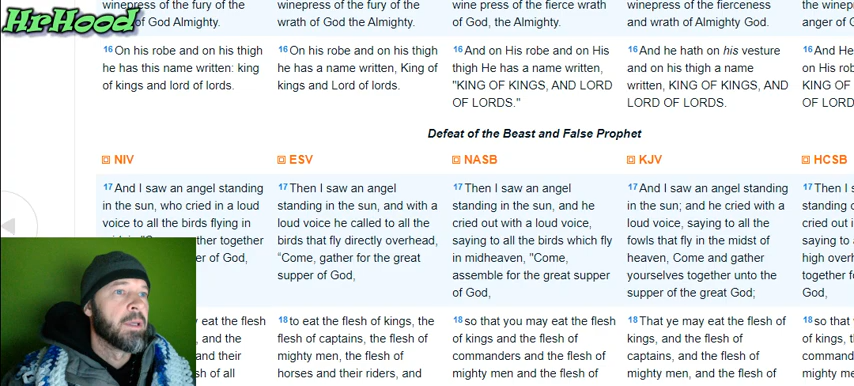 HrHood
winepress of the fury of the
of God Almighty.
16 On his robe and on his thigh
he has this name written: king
of kings and lord of lords.
winepress of the fury of the
wrath of God the Almighty.
16 On his robe and on his thigh
he has a name written, King of
kings and Lord of lords.
wine press of the fierce wrath
of God, the Almighty.
16 And on His robe and on His
thigh He has a name written,
"KING OF KINGS, AND LORD
OF LORDS."
winepress of the fierceness
and wrath of Almighty God.
16 And he hath on his vesture
and on his thigh a name
written, KING OF KINGS, AND
LORD OF LORDS.
the winep
anger of G
16 And He
on His rob
KING OF K
LORD OF
Defeat of the Beast and False Prophet
NIV
17 And I saw an angel standing
in the sun, who cried in a loud
voice to all the birds flying in
ther together
er of God,
y eat the flesh
, and the
and their
sh of all
ESV
17 Then I saw an angel
standing in the sun, and with a
loud voice he called to all the
birds that fly directly overhead,
“Come, gather for the great
supper of God,
18 to eat the flesh of kings, the
flesh of captains, the flesh of
mighty men, the flesh of
horses and their riders, and
NASB
17 Then I saw an angel
standing in the sun, and he
cried out with a loud voice,
saying to all the birds which fly
in midheaven, "Come,
assemble for the great supper
of God,
18 so that you may eat the flesh
of kings and the flesh of
commanders and the flesh of
mighty men and the flesh of
KJV
17 And I saw an angel standing
in the sun; and he cried with a
loud voice, saying to all the
fowls that fly in the midst of
heaven, Come and gather
yourselves together unto the
supper of the great God;
18 That ye may eat the flesh of
kings, and the flesh of
captains, and the flesh of
mighty men, and the flesh of
HCSB
17 Then I s
standing o
cried out i
saying to
high overh
together f
God,
18 so that
of kings, t
comman
mighty me